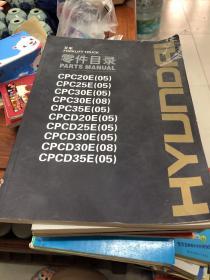 叉车
FORKLIFT TRUCK
零件目录
PARTS MANUAL
CPC20E(05)
CPC25E(05)
CPC30E(05)
CPC30E(08)
CPC35E(05)
CPCD20E(05)
CPCD25E(05)
CPCD30E(05)
CPCD30E(08)
CPCD35E(05)
HYUNDAI